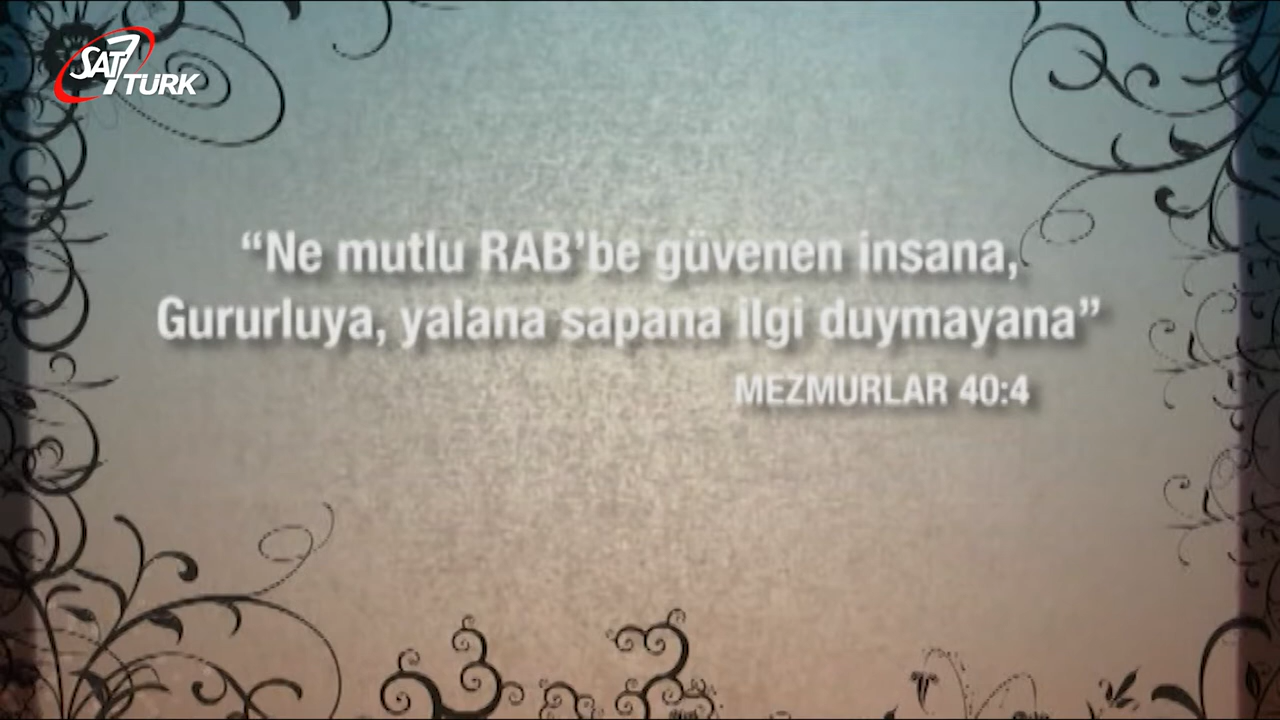 SAT7
TURK
“Ne mutlu RAB’be güvenen insana,
Gururluya, yalana sapana ilgi duymayana”
MEZMURLAR 40:4